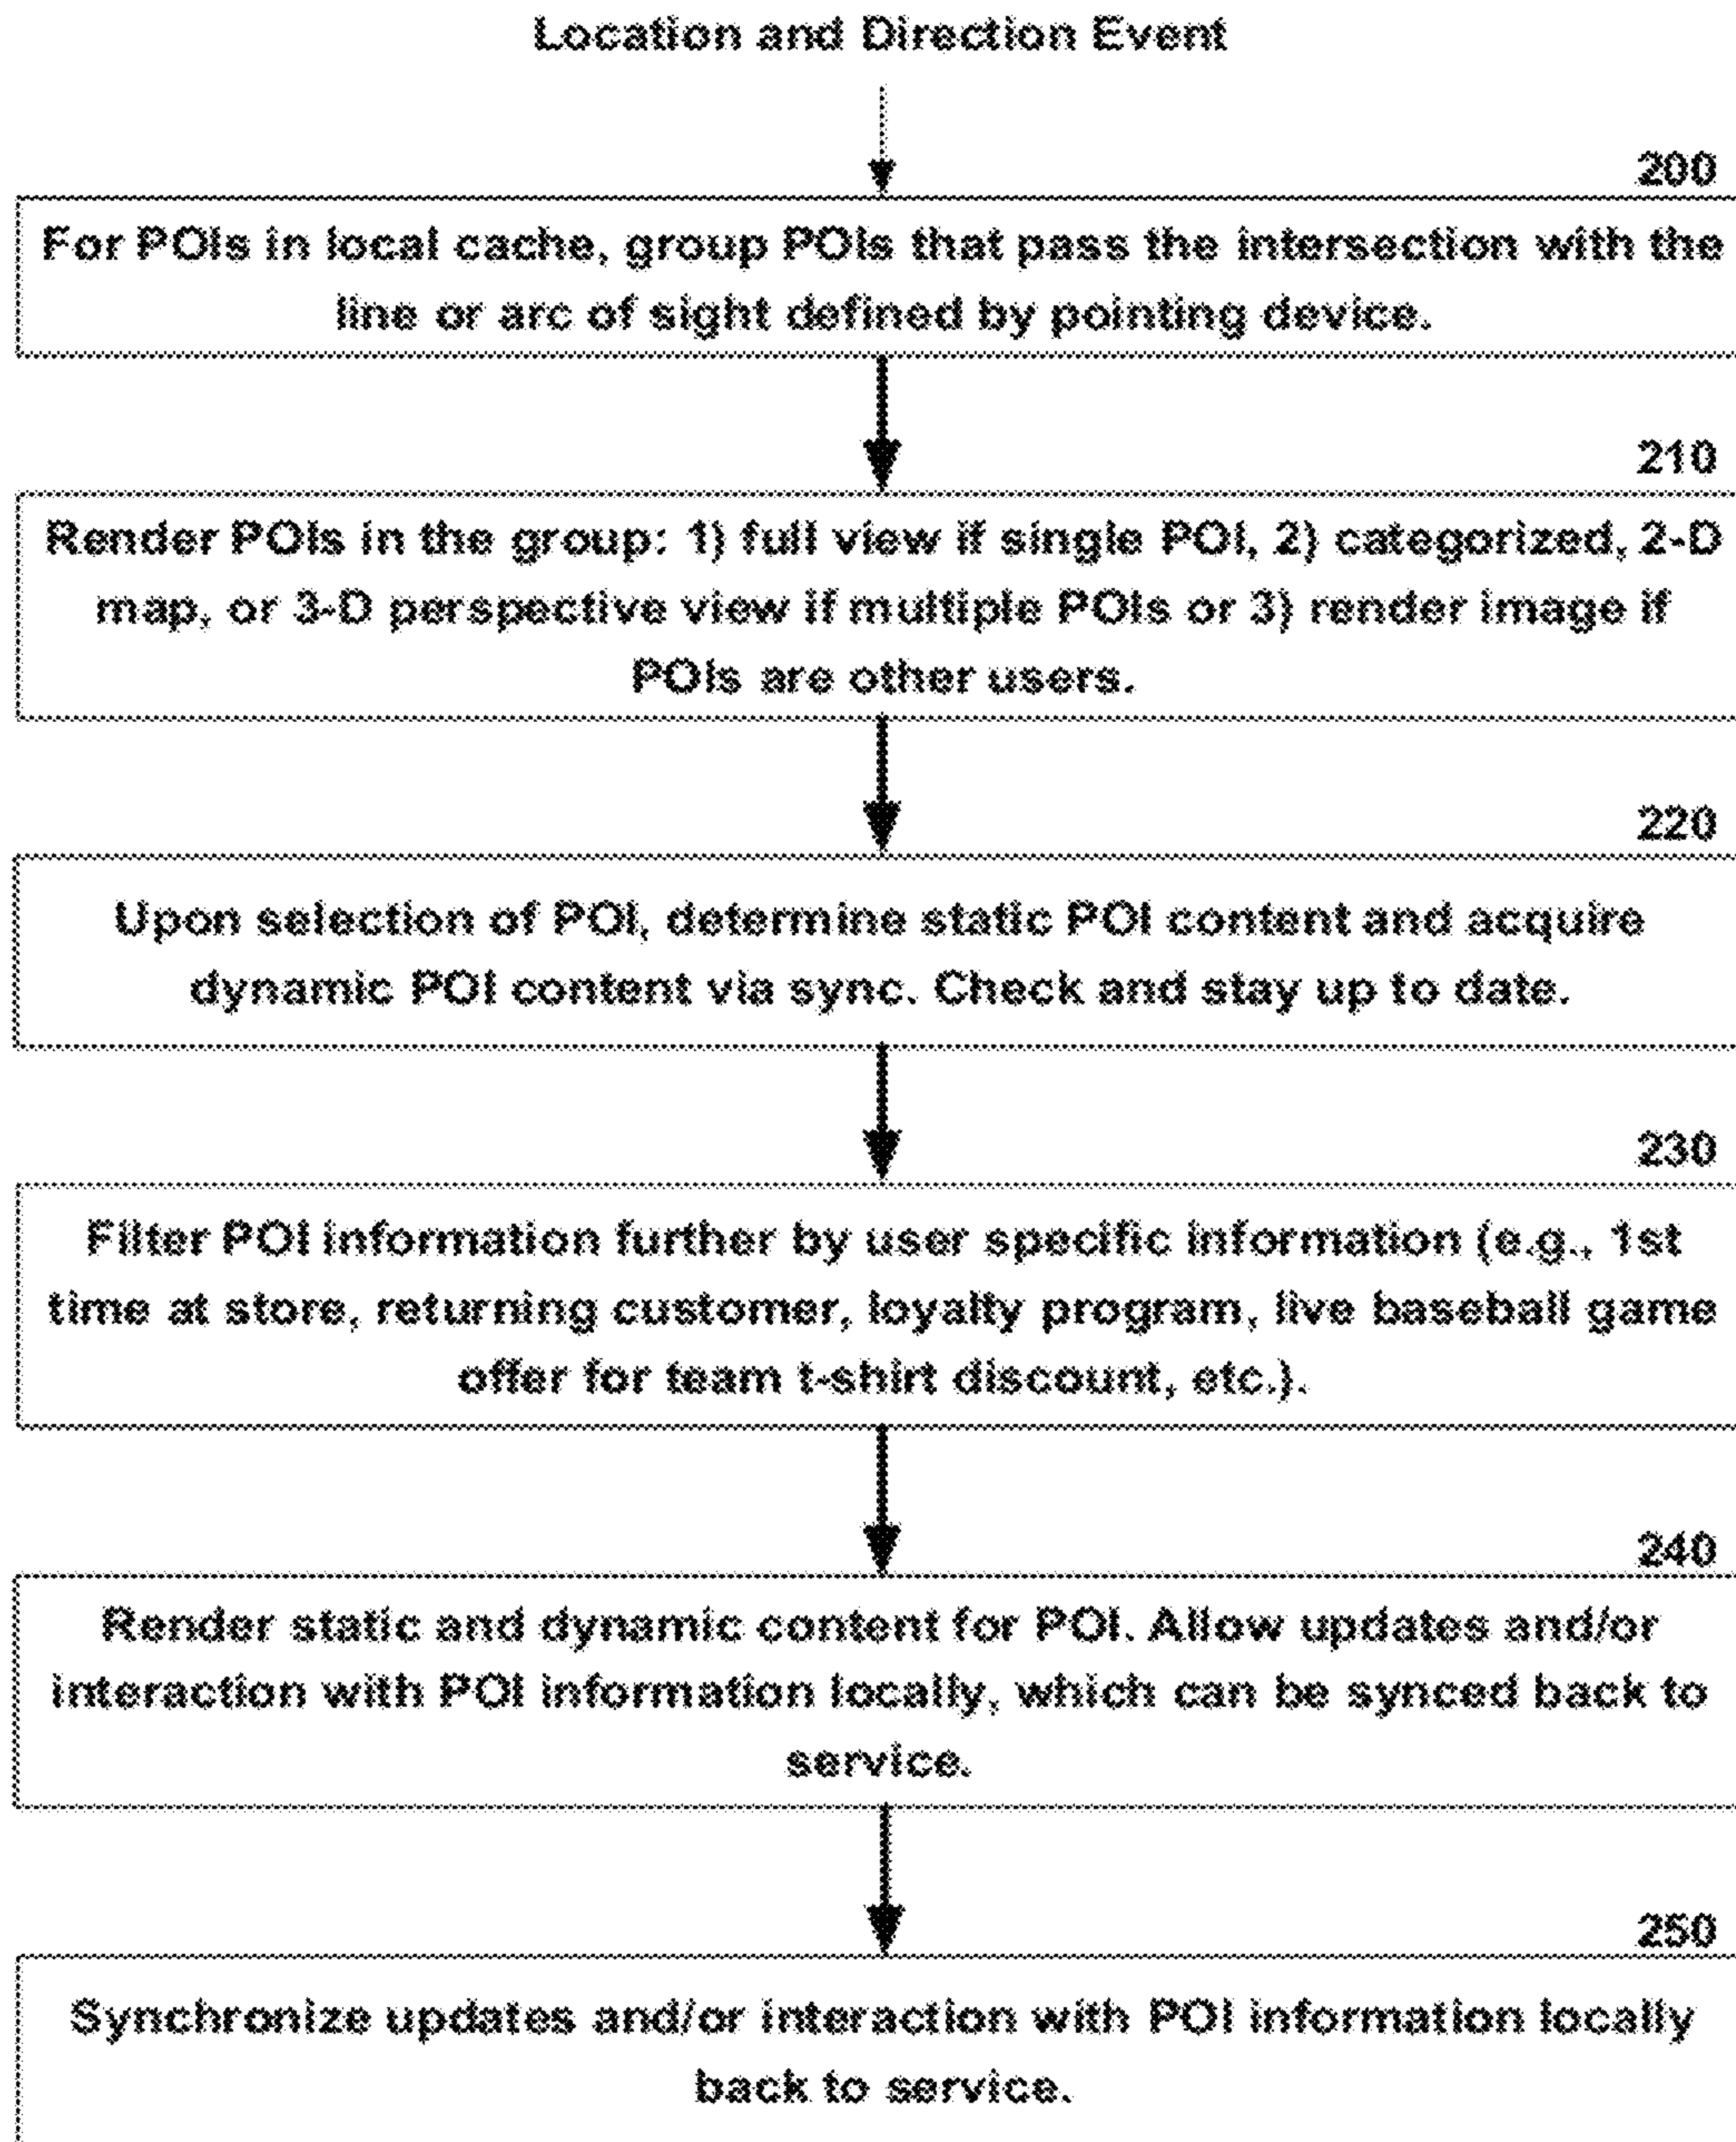 Location and Direction Event
200
For POIs in local cache, group POIs that pass the intersection with the
line or arc of sight defined by pointing device.
210
Render POIs in the group: 1) full view if single POI, 2) categorized, 2-D
map, or 3-D perspective view if multiple POIs or 3) render image if
POIs are other users.
220
Upon selection of POI, determine static POI content and acquire
dynamic POI content via sync. Check and stay up to date.
230
Filter POI information further by user specific information (e.g., 1st
time at store, returning customer, loyalty program, live baseball game
offer for team t-shirt discount, etc.).
240
Render static and dynamic content for POI. Allow updates and/or
interaction with POI information locally, which can be synced back to
service.
250
Synchronize updates and/or interaction with POI information locally
back to service.